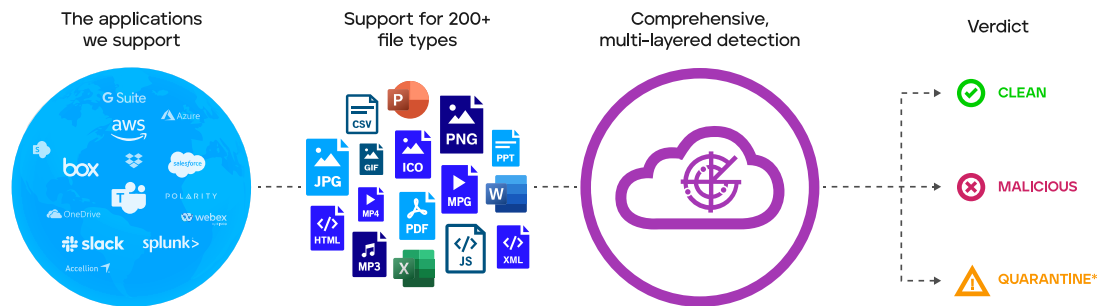 The applications
we support
Support for 200+
file types
Comprehensive,
multi-layered detection
Verdict
G Suite
Azure
aws
S
box
salesforce
T
POLARITY
OneDrive
webex
slack
splunk>
Accellion
P
CSV
PNG
GIF
ICO
PPT
JPG
MP4
MPG
W
PDF
HTML
JS
XML
MP3
X
CLEAN
MALICIOUS
QUARANTINE*